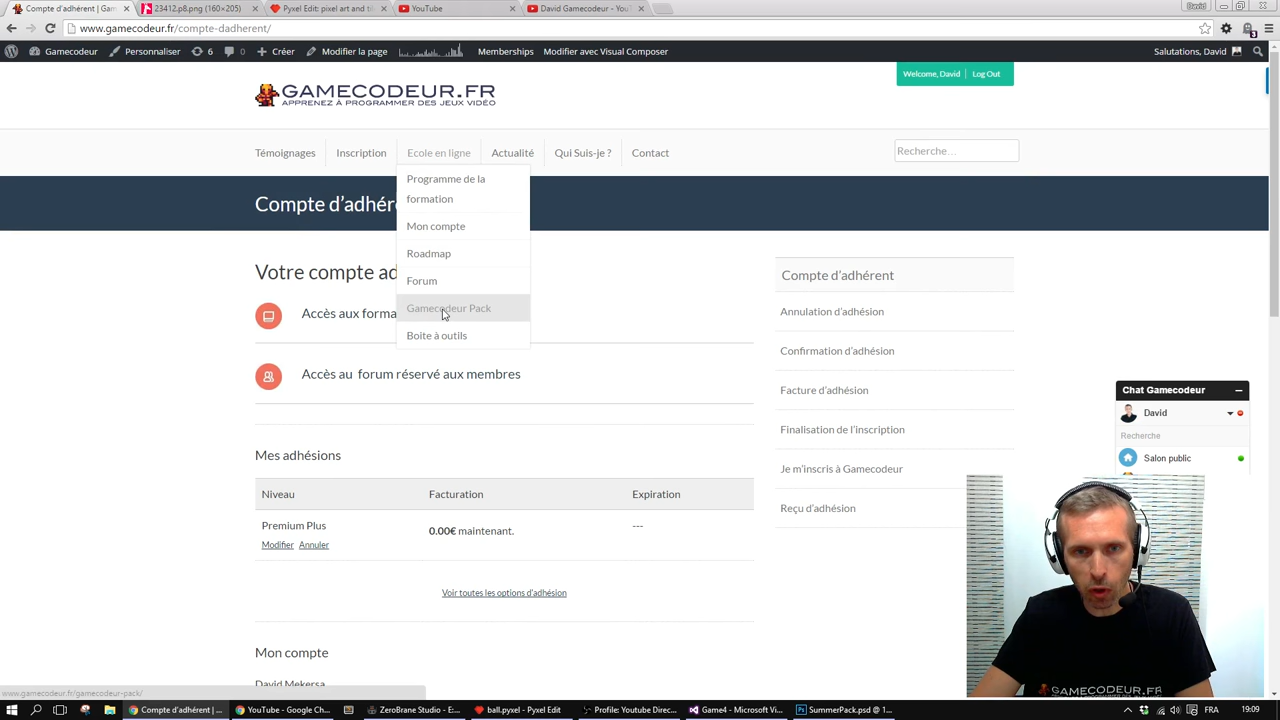 Compte d'adhérent | Gam
23412.p8.png (160×205)
Pyxel Edit: pixel art and til
YouTube
David Gamecodeur - YouT
David
www.gamecodeur.fr/compte-dadherent/
3
Gamecodeur
Personnaliser
6
0
Créer
Modifier la page
Memberships
Modifier avec Visual Composer
Salutations, David
GAMECODEUR.FR
APPRENEZ À PROGRAMMER DES JEUX VIDÉO
Welcome, David
Log Out
Témoignages
Inscription
Ecole en ligne
Actualité
Qui Suis-je ?
Contact
Recherche…
Programme de la
formation
Mon compte
Roadmap
Forum
Gamecodeur Pack
Boite à outils
Compte d'adhér
Votre compte ad
Accès aux forma
Accès au forum réservé aux membres
Mes adhésions
Niveau
Facturation
Expiration
Premium Plus
0.00€ maintenant.
---
Modifier
Annuler
Voir toutes les options d'adhésion
Mon compte
David Mekersa
Compte d'adhérent
Annulation d'adhésion
Confirmation d'adhésion
Facture d'adhésion
Finalisation de l'inscription
Je m'inscris à Gamecodeur
Reçu d'adhésion
Chat Gamecodeur
David
Recherche
Salon public
GAMECODEUR.FR
www.gamecodeur.fr/gamecodeur-pack/
Compte d'adhérent | ...
YouTube - Google Ch...
ZeroBrane Studio - E...
ball.pyxel - Pyxel Edit
Profile: Youtube Direc...
Game4 - Microsoft Vi...
SummerPack.psd @ 1...
FRA
19:09